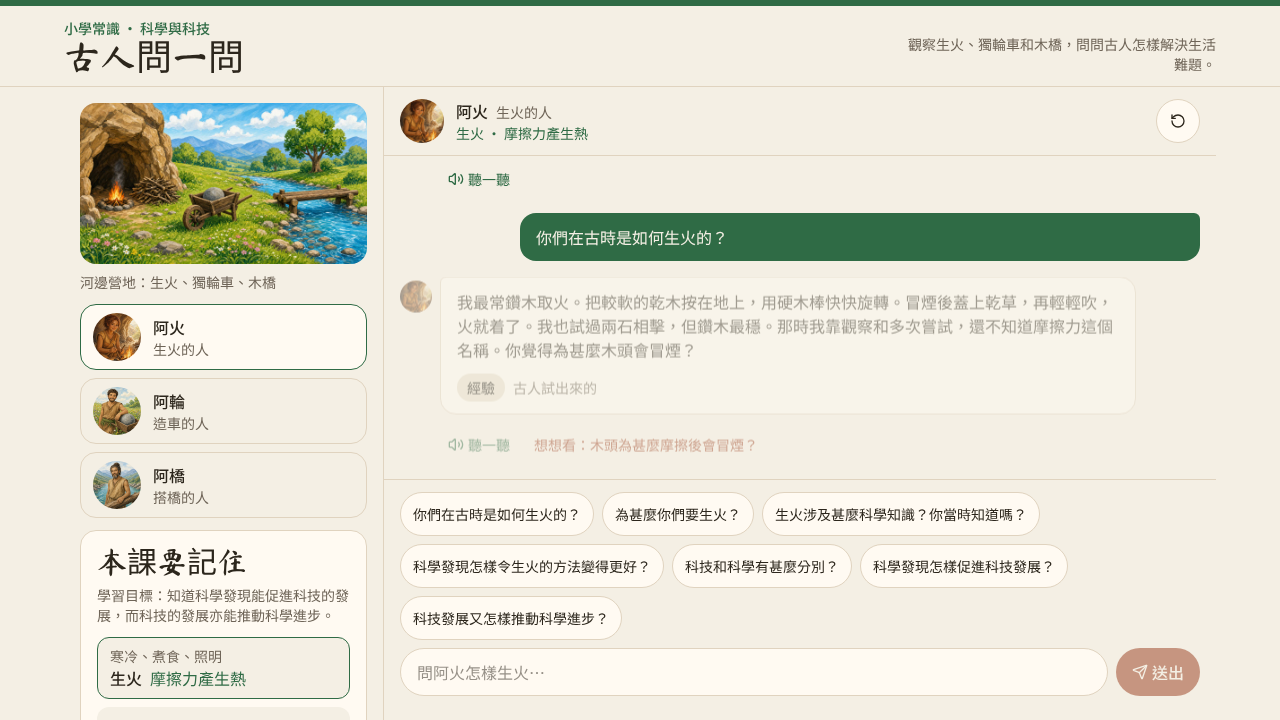 小學常識 ・ 科學與科技
古人問一問
觀察生火、獨輪車和木橋，問問古人怎樣解決生活
難題。
河邊營地：生火、獨輪車、木橋
阿火
生火的人
阿輪
造車的人
阿橋
搭橋的人
本課要記住
學習目標：知道科學發現能促進科技的發
展，而科技的發展亦能推動科學進步。
寒冷、煮食、照明
生火 摩擦力產生熱
阿火 生火的人
生火 ・ 摩擦力產生熱
聽一聽
你們在古時是如何生火的？
我最常鑽木取火。把較軟的乾木按在地上，用硬木棒快快旋轉。冒煙後蓋上乾草，再輕輕吹，
火就着了。我也試過兩石相擊，但鑽木最穩。那時我靠觀察和多次嘗試，還不知道摩擦力這個
名稱。你覺得為甚麼木頭會冒煙？
經驗 古人試出來的
聽一聽 想想看：木頭為甚麼摩擦後會冒煙？
你們在古時是如何生火的？ 為甚麼你們要生火？ 生火涉及甚麼科學知識？你當時知道嗎？
科學發現怎樣令生火的方法變得更好？ 科技和科學有甚麼分別？ 科學發現怎樣促進科技發展？
科技發展又怎樣推動科學進步？
問阿火怎樣生火⋯ 送出